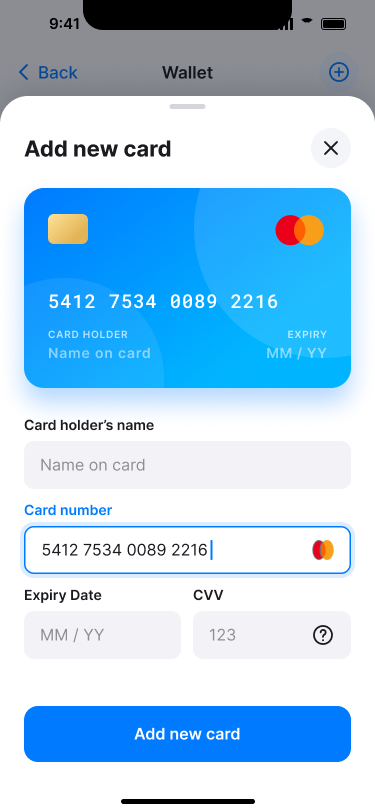 9:41
Back
Wallet
Add new card
5412 7534 0089 2216
CARD HOLDER
EXPIRY
Name on card
MM / YY
Card holder’s name
Name on card
Card number
5412 7534 0089 2216
Expiry Date
CVV
MM / YY
123
Add new card